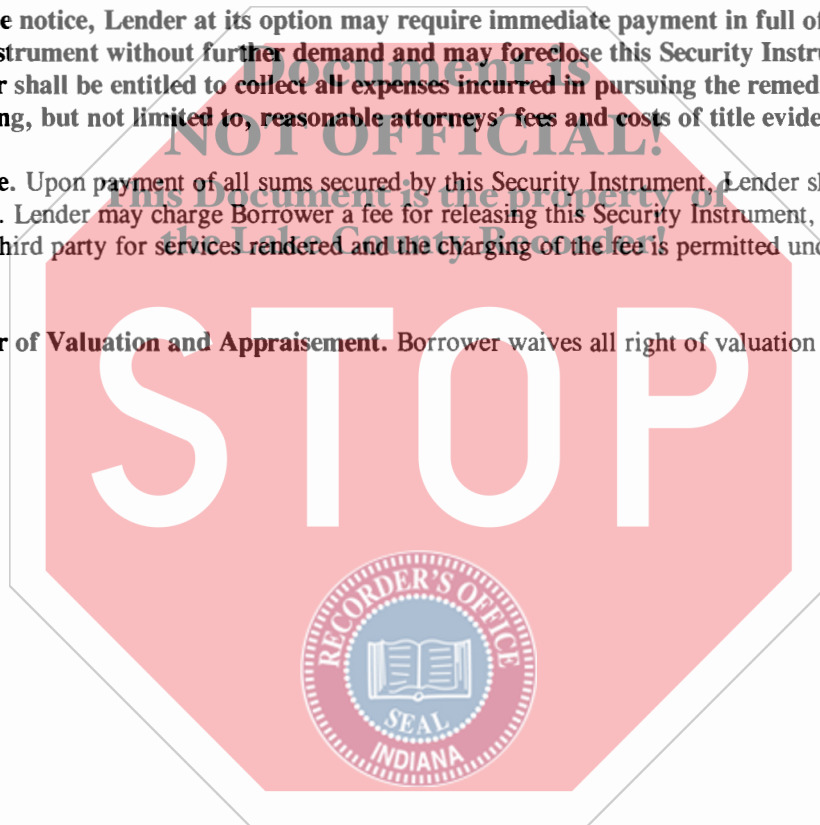 e notice, Lender at its option may require immediate payment in full of
strument without further demand and may foreclose this Security Instru
r shall be entitled to collect all expenses incurred in pursuing the remed
ng, but not limited to, reasonable attorneys' fees and costs of title evide
Document is
NOT OFFICIAL!
This Document is the property of
the Lake County Recorder!
e. Upon payment of all sums secured by this Security Instrument, Lender sh
. Lender may charge Borrower a fee for releasing this Security Instrument,
hird party for services rendered and the charging of the fee is permitted und
r of Valuation and Appraisement. Borrower waives all right of valuation
STOP
RECORDER'S OFFICE
SEAL
INDIANA